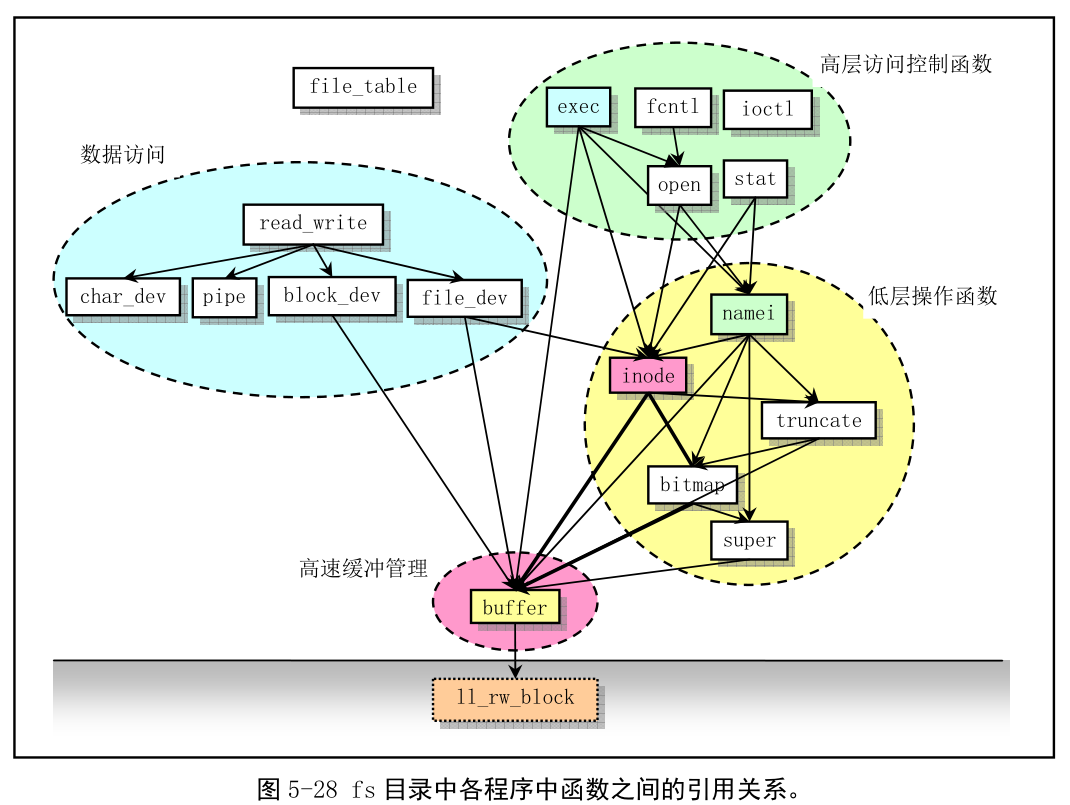 高层访问控制函数
file_table
exec
fcntl
ioctl
数据访问
open
stat
read_write
char_dev
pipe
block_dev
file_dev
低层操作函数
namei
inode
truncate
bitmap
super
高速缓冲管理
buffer
ll_rw_block
图 5-28 fs 目录中各程序中函数之间的引用关系。